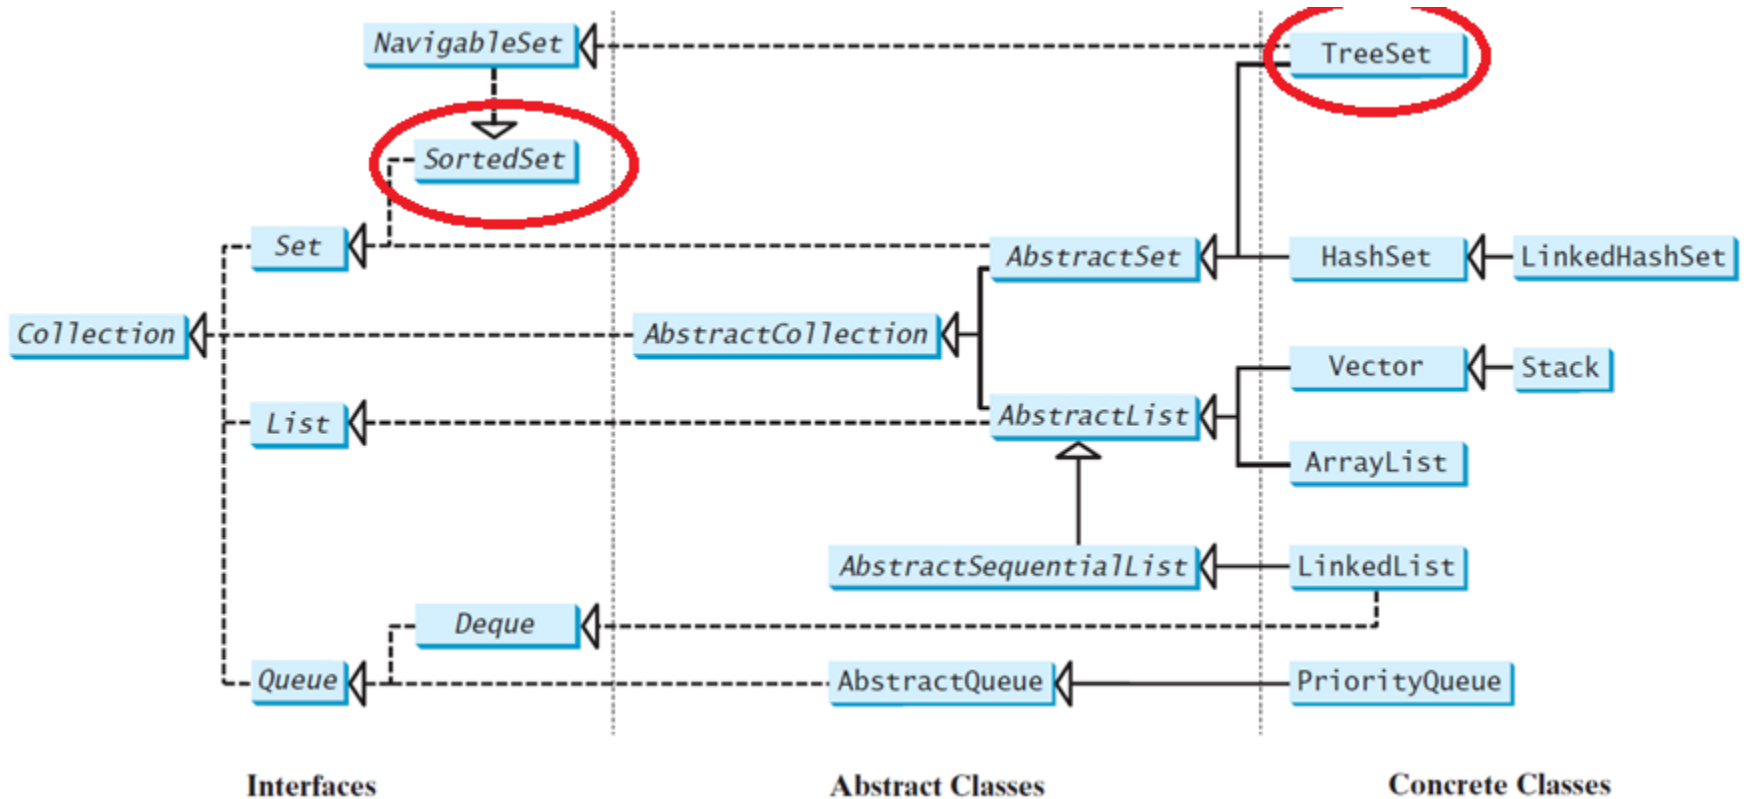 NavigableSet
TreeSet
SortedSet
Set
AbstractSet
HashSet
LinkedHashSet
Collection
AbstractCollection
Vector
Stack
List
AbstractList
ArrayList
AbstractSequentialList
LinkedList
Deque
Queue
AbstractQueue
PriorityQueue
Interfaces
Abstract Classes
Concrete Classes